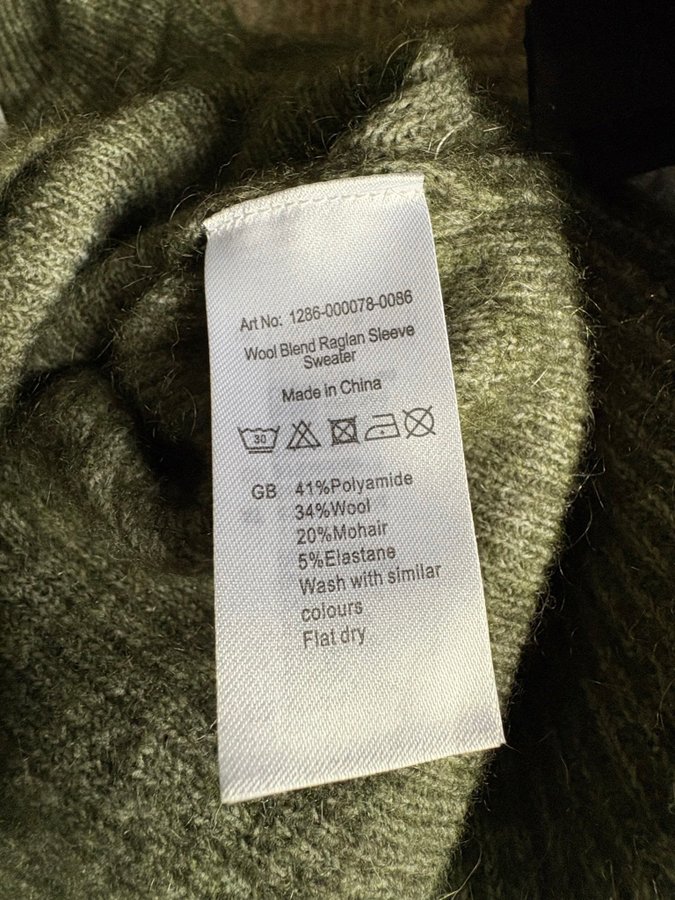 Art No: 1286-000078-0086
Wool Blend Raglan Sleeve
Sweater
Made in China
30
GB 41%Polyamide
34%Wool
20%Mohair
5%Elastane
Wash with similar
colours
Flat dry